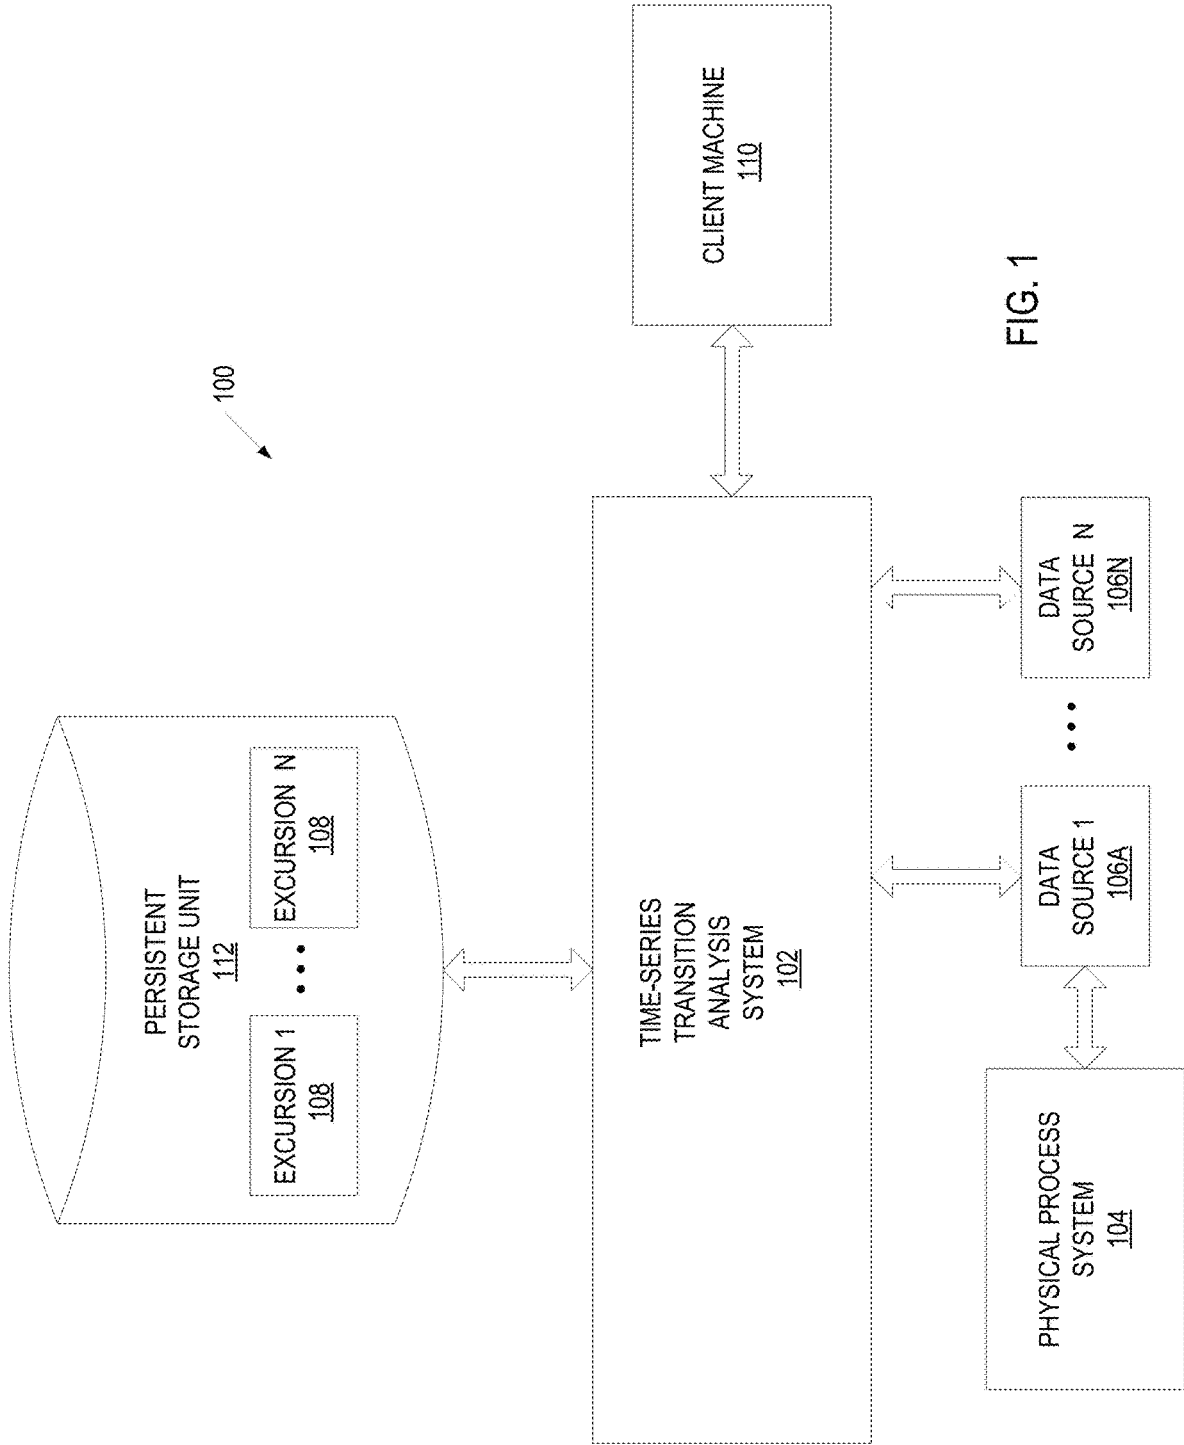 100
PERSISTENT
STORAGE UNIT
112
EXCURSION 1
108
EXCURSION N
108
TIME-SERIES
TRANSITION
ANALYSIS
SYSTEM
102
CLIENT MACHINE
110
PHYSICAL PROCESS
SYSTEM
104
DATA
SOURCE 1
106A
DATA
SOURCE N
106N
FIG. 1